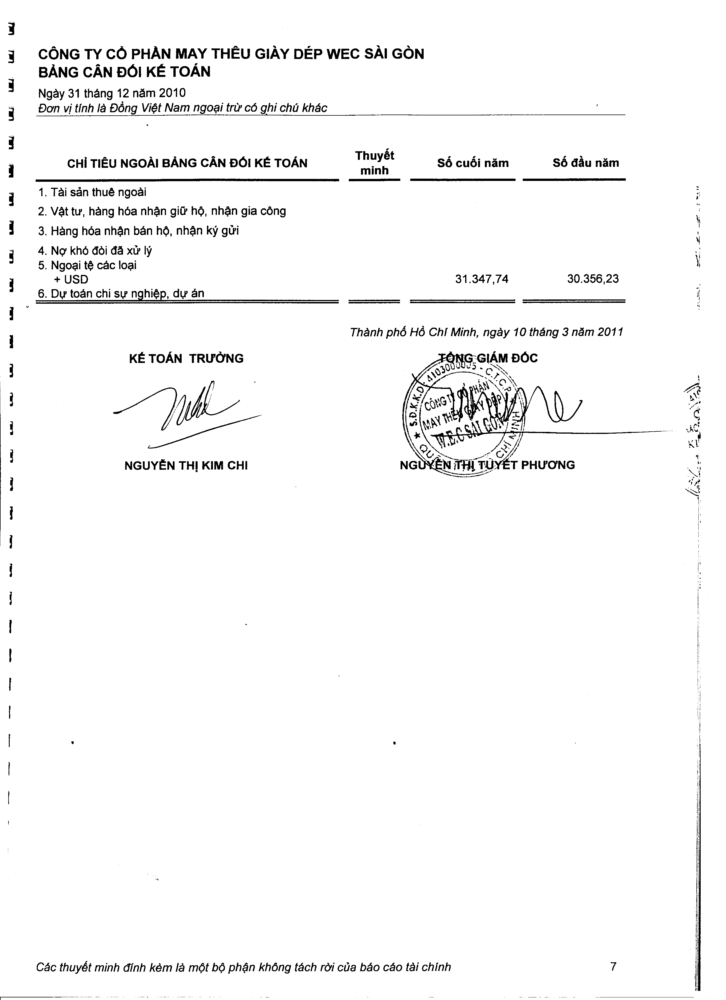 CÔNG TY CỔ PHẦN MAY THÊU GIÀY DÉP WEC SÀI GÒN
BẢNG CÂN ĐỐI KẾ TOÁN
Ngày 31 tháng 12 năm 2010
Đơn vị tính là Đồng Việt Nam ngoại trừ có ghi chú khác
CHỈ TIÊU NGOÀI BẢNG CÂN ĐỐI KẾ TOÁN Thuyết minh Số cuối năm Số đầu năm
1. Tài sản thuê ngoài
2. Vật tư, hàng hóa nhận giữ hộ, nhận gia công
3. Hàng hóa nhận bán hộ, nhận ký gửi
4. Nợ khó đòi đã xử lý
5. Ngoại tệ các loại
+ USD 31.347,74 30.356,23
6. Dự toán chi sự nghiệp, dự án
Thành phố Hồ Chí Minh, ngày 10 tháng 3 năm 2011
KẾ TOÁN TRƯỞNG TỔNG GIÁM ĐỐC
S.Đ.K.K.D: - C.T.C.P
CÔNG TY CỔ PHẦN
MAY THÊU GIÀY DÉP
W.E.C SÀI GÒN
CHÍ MINH
NGUYỄN THỊ KIM CHI NGUYỄN THỊ TUYẾT PHƯƠNG
Các thuyết minh đính kèm là một bộ phận không tách rời của báo cáo tài chính 7